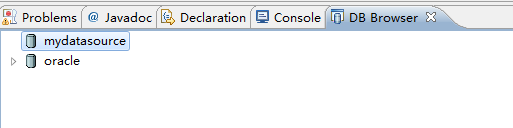 Problems @ Javadoc Declaration Console DB Browser
mydatasource
oracle